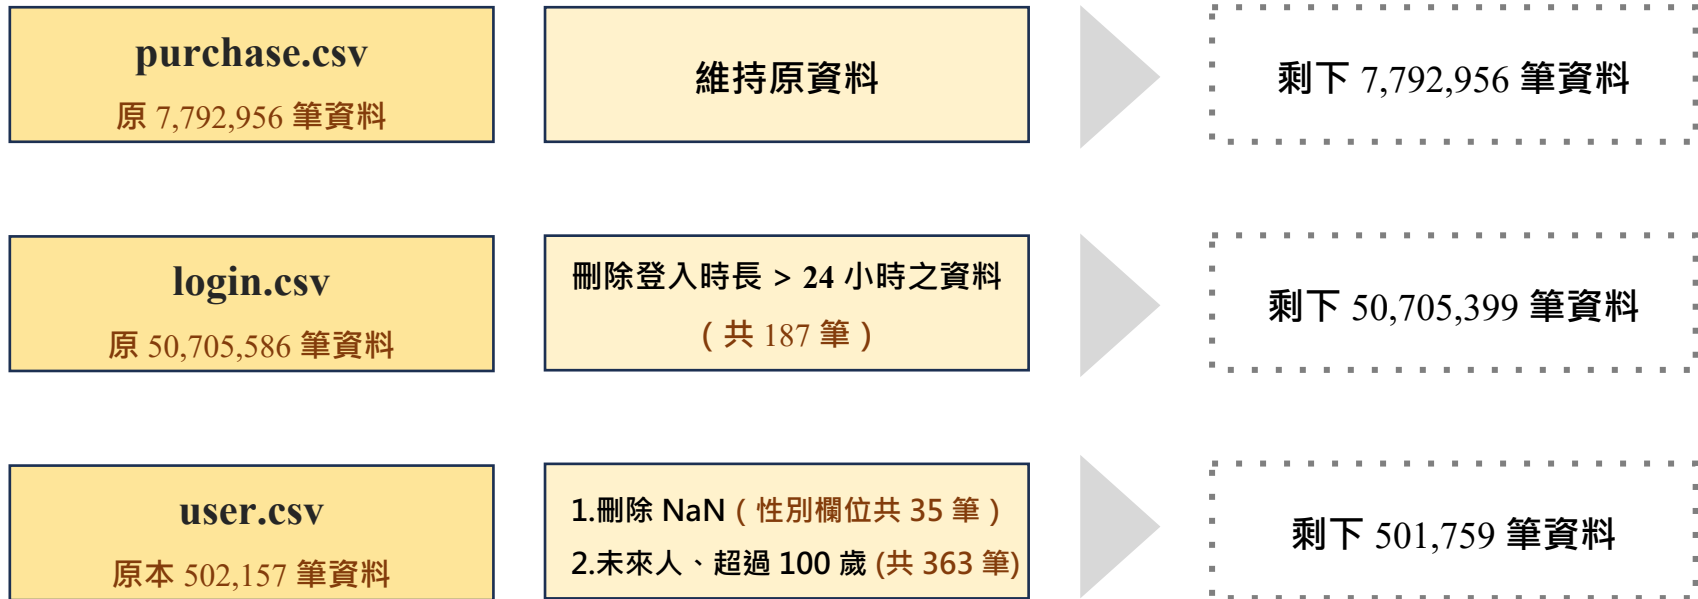 purchase.csv
原 7,792,956 筆資料
維持原資料
剩下 7,792,956 筆資料
login.csv
原 50,705,586 筆資料
刪除登入時長 > 24 小時之資料
（共 187 筆）
剩下 50,705,399 筆資料
user.csv
原本 502,157 筆資料
1.刪除 NaN（性別欄位共 35 筆）
2.未來人、超過 100 歲 (共 363 筆)
剩下 501,759 筆資料